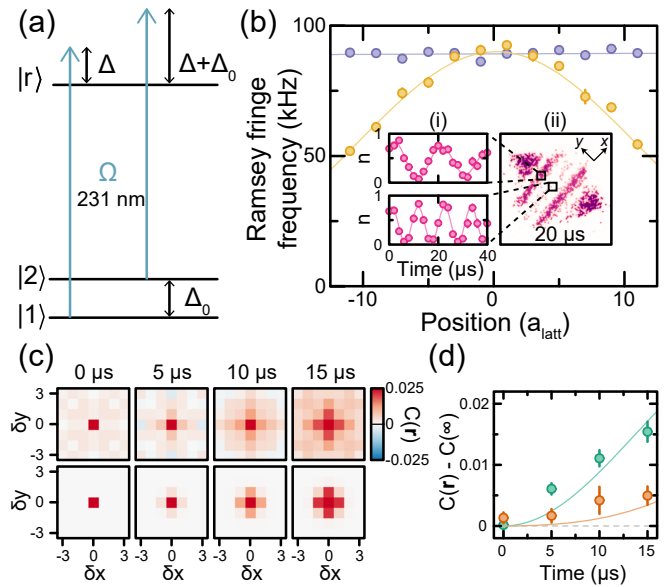 (a)
|r⟩
Δ
Δ+Δ₀
Ω
231 nm
|2⟩
Δ₀
|1⟩
(b)
Ramsey fringe
frequency (kHz)
100
50
0
-10
-5
0
5
10
Position (a_latt)
(i)
n
1
0
n
1
0
0
20
40
Time (μs)
(ii)
y
x
20 μs
(c)
0 μs
5 μs
10 μs
15 μs
δy
3
0
-3
0.025
C(r)
-0.025
δy
3
0
-3
-3 0 3
-3 0 3
-3 0 3
-3 0 3
δx
δx
δx
δx
(d)
C(r) - C(∞)
0.02
0.01
0
0
5
10
15
Time (μs)